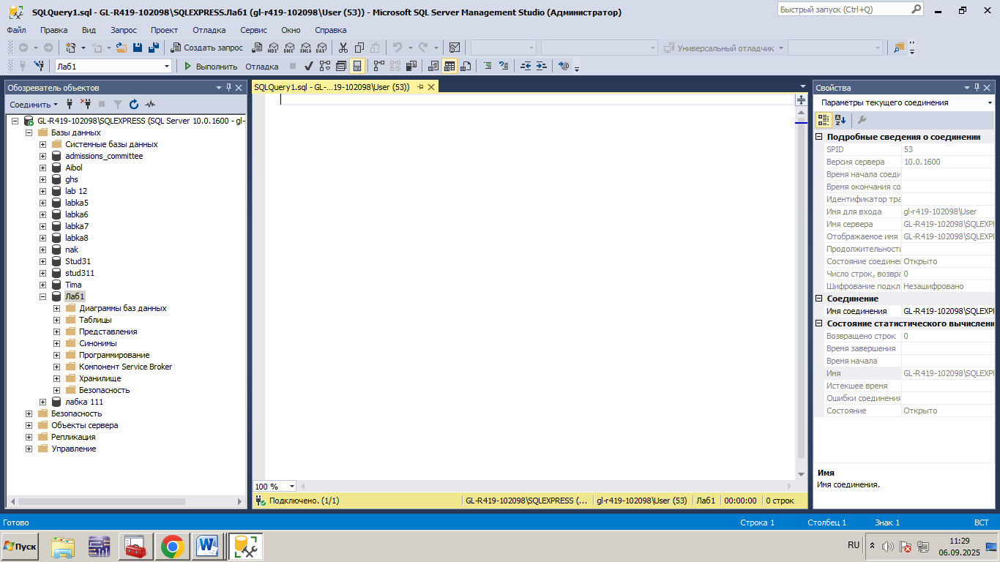 SQLQuery1.sql - GL-R419-102098\SQLEXPRESS.Лаб1 (gl-r419-102098\User (53)) - Microsoft SQL Server Management Studio (Администратор)
Быстрый запуск (Ctrl+Q)
Файл Правка Вид Запрос Проект Отладка Сервис Окно Справка
Создать запрос MDX DMX XMLA DAX Универсальный отладчик
Лаб1 Выполнить Отладка
Обозреватель объектов
Соединить
GL-R419-102098\SQLEXPRESS (SQL Server 10.0.1600 - gl-
Базы данных
Системные базы данных
admissions_committee
Aibol
ghs
lab 12
labka5
labka6
labka7
labka8
nak
Stud31
stud311
Tima
Лаб1
Диаграммы баз данных
Таблицы
Представления
Синонимы
Программирование
Компонент Service Broker
Хранилище
Безопасность
лабка 111
Безопасность
Объекты сервера
Репликация
Управление
SQLQuery1.sql - GL-...19-102098\User (53))
100 %
Подключено. (1/1) GL-R419-102098\SQLEXPRESS (... gl-r419-102098\User (53) Лаб1 00:00:00 0 строк
Свойства
Параметры текущего соединения
Подробные сведения о соединении
SPID 53
Версия сервера 10.0.1600
Время начала соеди
Время окончания со
Идентификатор тра
Имя для входа gl-r419-102098\User
Имя сервера GL-R419-102098\SQLEXPI
Отображаемое имя GL-R419-102098\SQLEXPI
Продолжительност
Состояние соединен Открыто
Число строк, возвра 0
Шифрование подкл Незашифровано
Соединение
Имя соединения GL-R419-102098\SQLEXPI
Состояние статистического вычислени
Возвращено строк 0
Время завершения
Время начала
Имя GL-R419-102098\SQLEXPI
Истекшее время
Ошибки соединения
Состояние Открыто
Имя
Имя соединения.
Готово Строка 1 Столбец 1 Знак 1 ВСТ
Пуск RU 11:29
06.09.2025